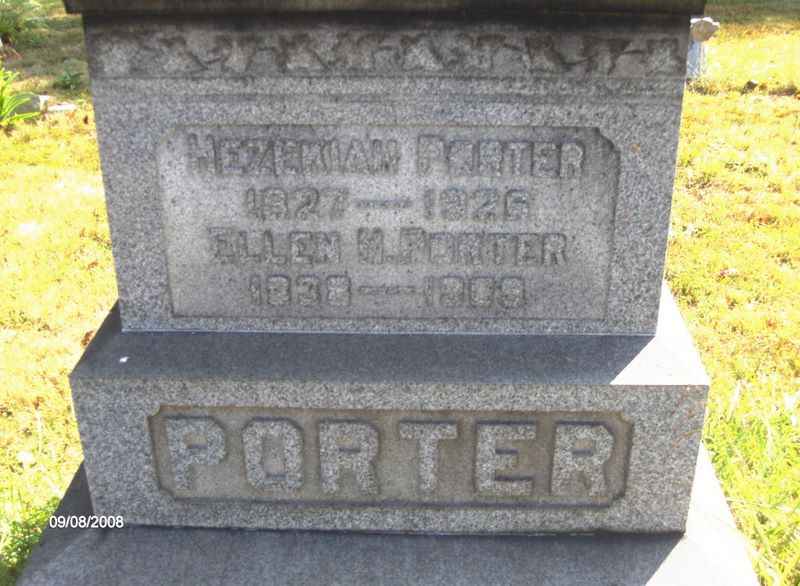 HEZEKIAH PORTER
1827 — 1926
ELLEN H. PORTER
1838 — 1909
PORTER
09/08/2008